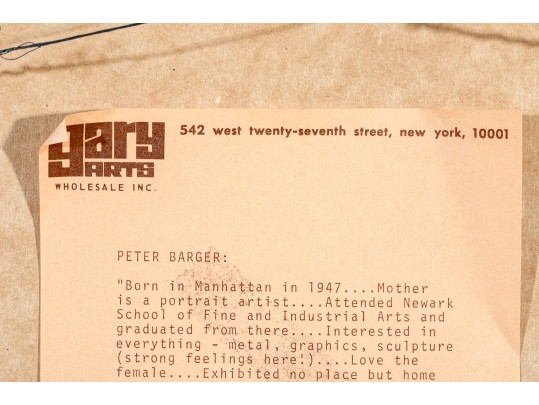 gary
ARTS
WHOLESALE INC.
542 west twenty-seventh street, new york, 10001
PETER BARGER:
"Born in Manhattan in 1947....Mother
is a portrait artist....Attended Newark
School of Fine and Industrial Arts and
graduated from there....Interested in
everything - metal, graphics, sculpture
(strong feelings here!)....Love the
female....Exhibited no place but home